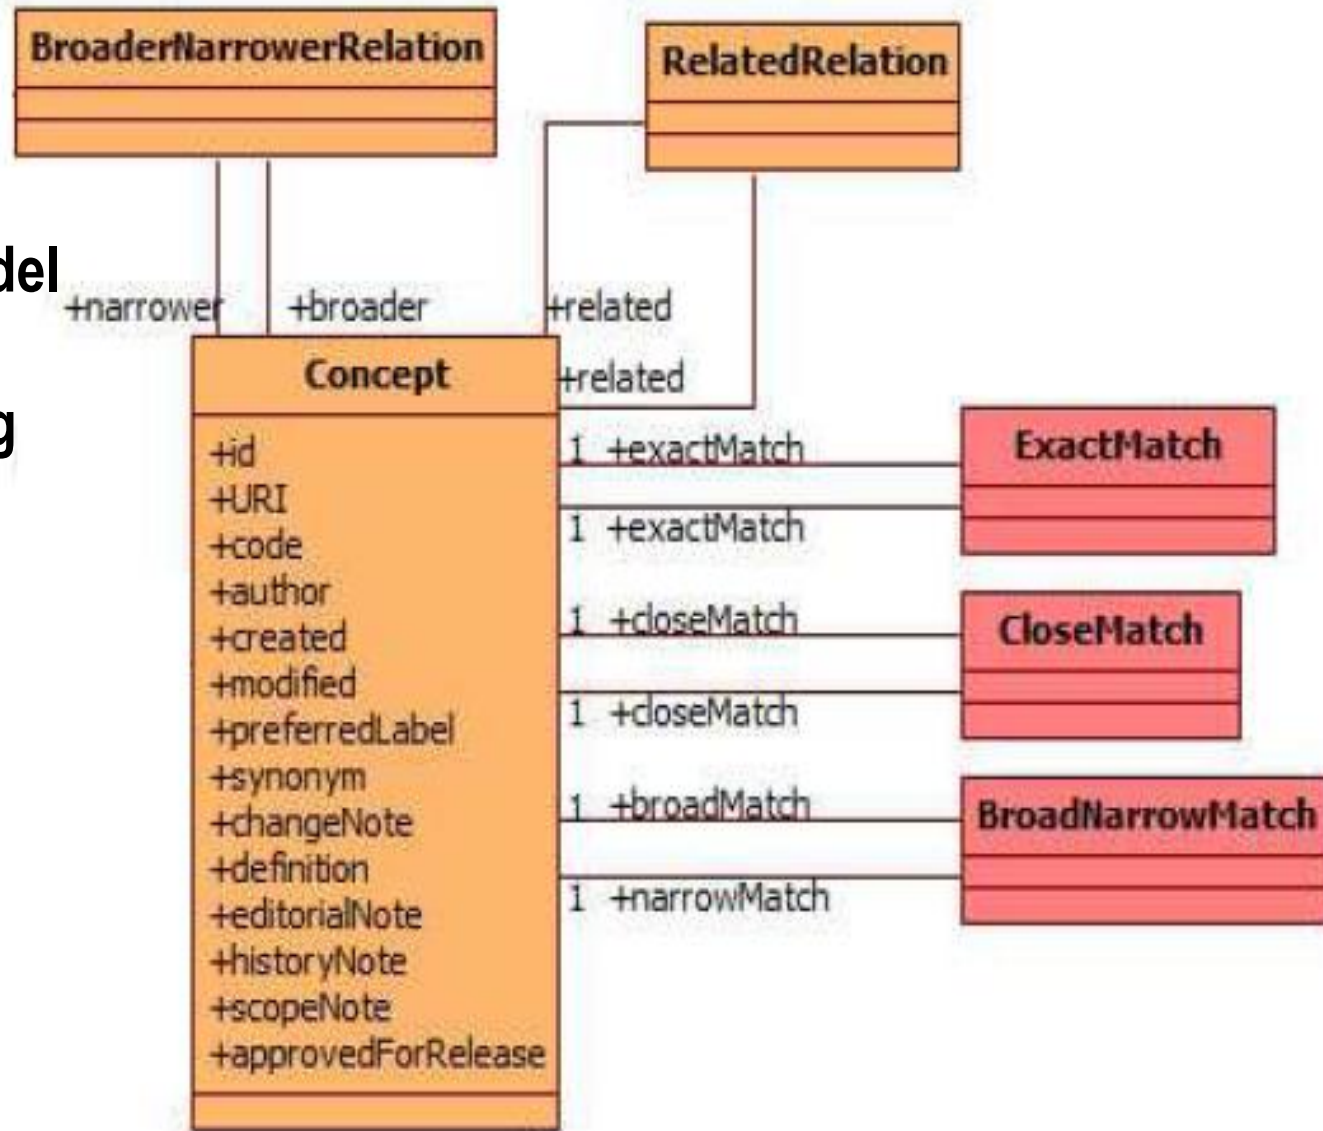 BroaderNarrowerRelation
RelatedRelation
+narrower
+broader
+related
Concept
+related
+id
+URI
+code
+author
+created
+modified
+preferredLabel
+synonym
+changeNote
+definition
+editorialNote
+historyNote
+scopeNote
+approvedForRelease
1 +exactMatch
1 +exactMatch
ExactMatch
1 +closeMatch
1 +closeMatch
CloseMatch
1 +broadMatch
1 +narrowMatch
BroadNarrowMatch